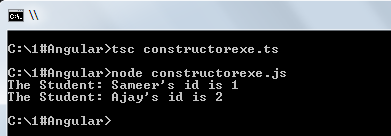 C:\. \\
C:\1#Angular>tsc constructorexe.ts
C:\1#Angular>node constructorexe.js
The Student: Sameer's id is 1
The Student: Ajay's id is 2
C:\1#Angular>